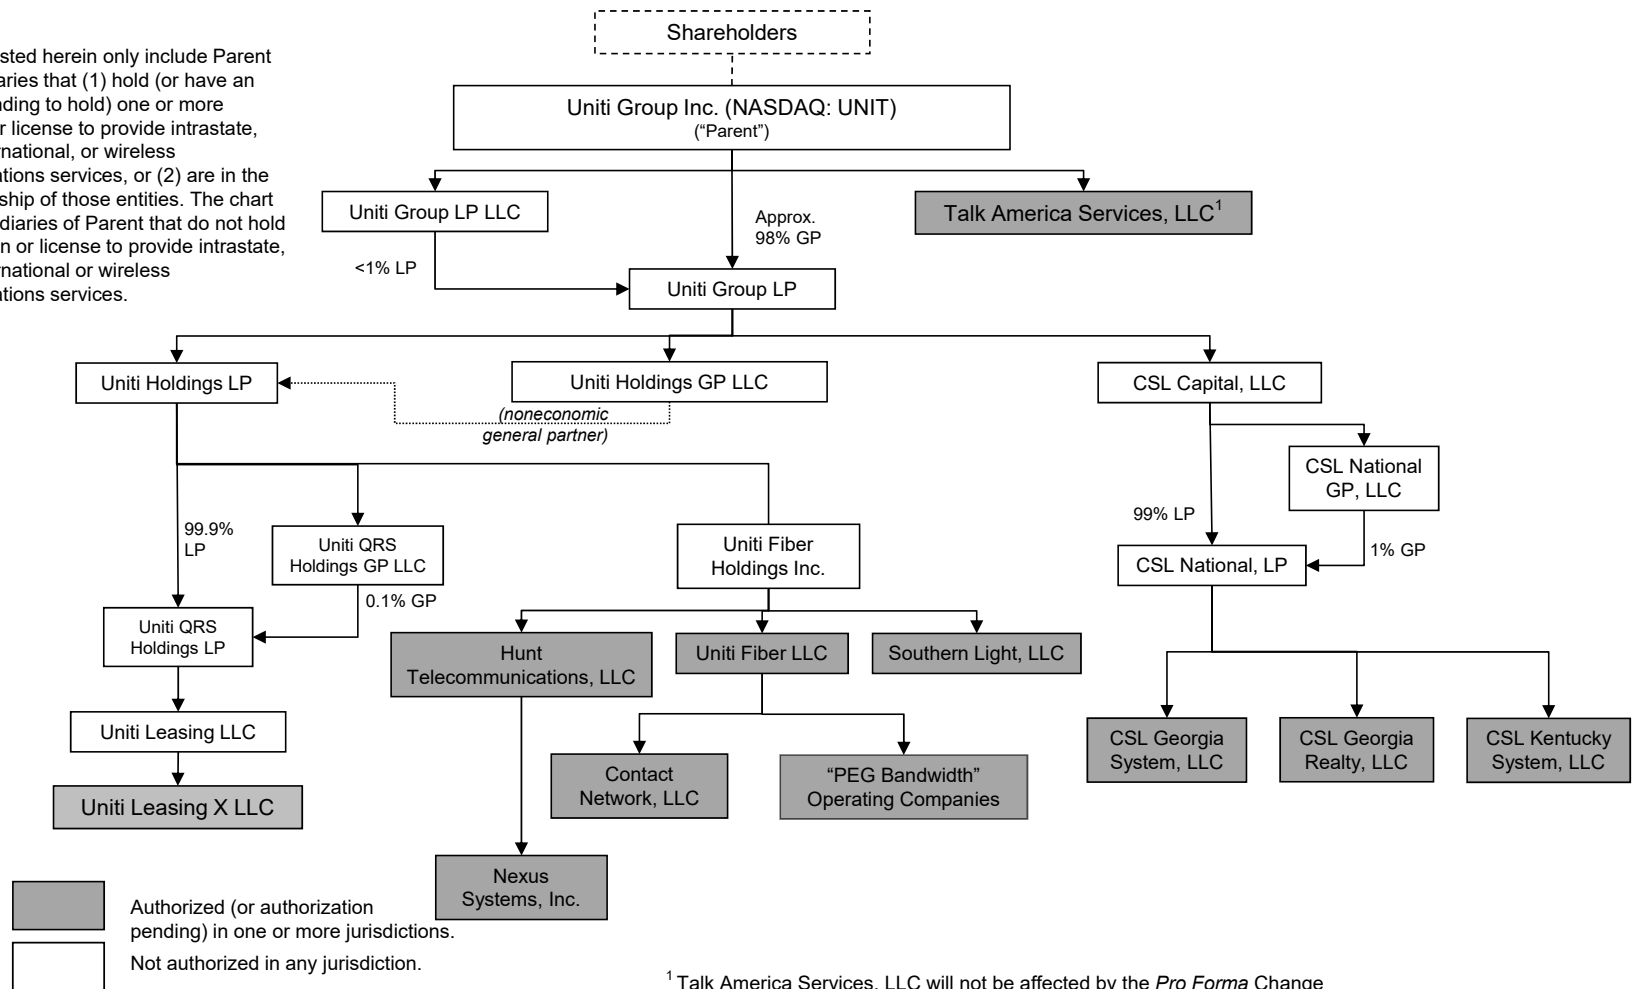 Shareholders
sted herein only include Parent
aries that (1) hold (or have an
nding to hold) one or more
r license to provide intrastate,
rnational, or wireless
ations services, or (2) are in the
ship of those entities. The chart
diaries of Parent that do not hold
n or license to provide intrastate,
rnational or wireless
ations services.
Uniti Group Inc. (NASDAQ: UNIT)
(“Parent”)
Uniti Group LP LLC
Approx.
98% GP
Talk America Services, LLC1
<1% LP
Uniti Group LP
Uniti Holdings LP
Uniti Holdings GP LLC
CSL Capital, LLC
(noneconomic
general partner)
CSL National
GP, LLC
99.9%
LP
Uniti QRS
Holdings GP LLC
Uniti Fiber
Holdings Inc.
99% LP
CSL National, LP
1% GP
0.1% GP
Uniti QRS
Holdings LP
Hunt
Telecommunications, LLC
Uniti Fiber LLC
Southern Light, LLC
Uniti Leasing LLC
CSL Georgia
System, LLC
CSL Georgia
Realty, LLC
CSL Kentucky
System, LLC
Uniti Leasing X LLC
Contact
Network, LLC
“PEG Bandwidth”
Operating Companies
Nexus
Systems, Inc.
Authorized (or authorization
pending) in one or more jurisdictions.
Not authorized in any jurisdiction.
1 Talk America Services, LLC will not be affected by the Pro Forma Change